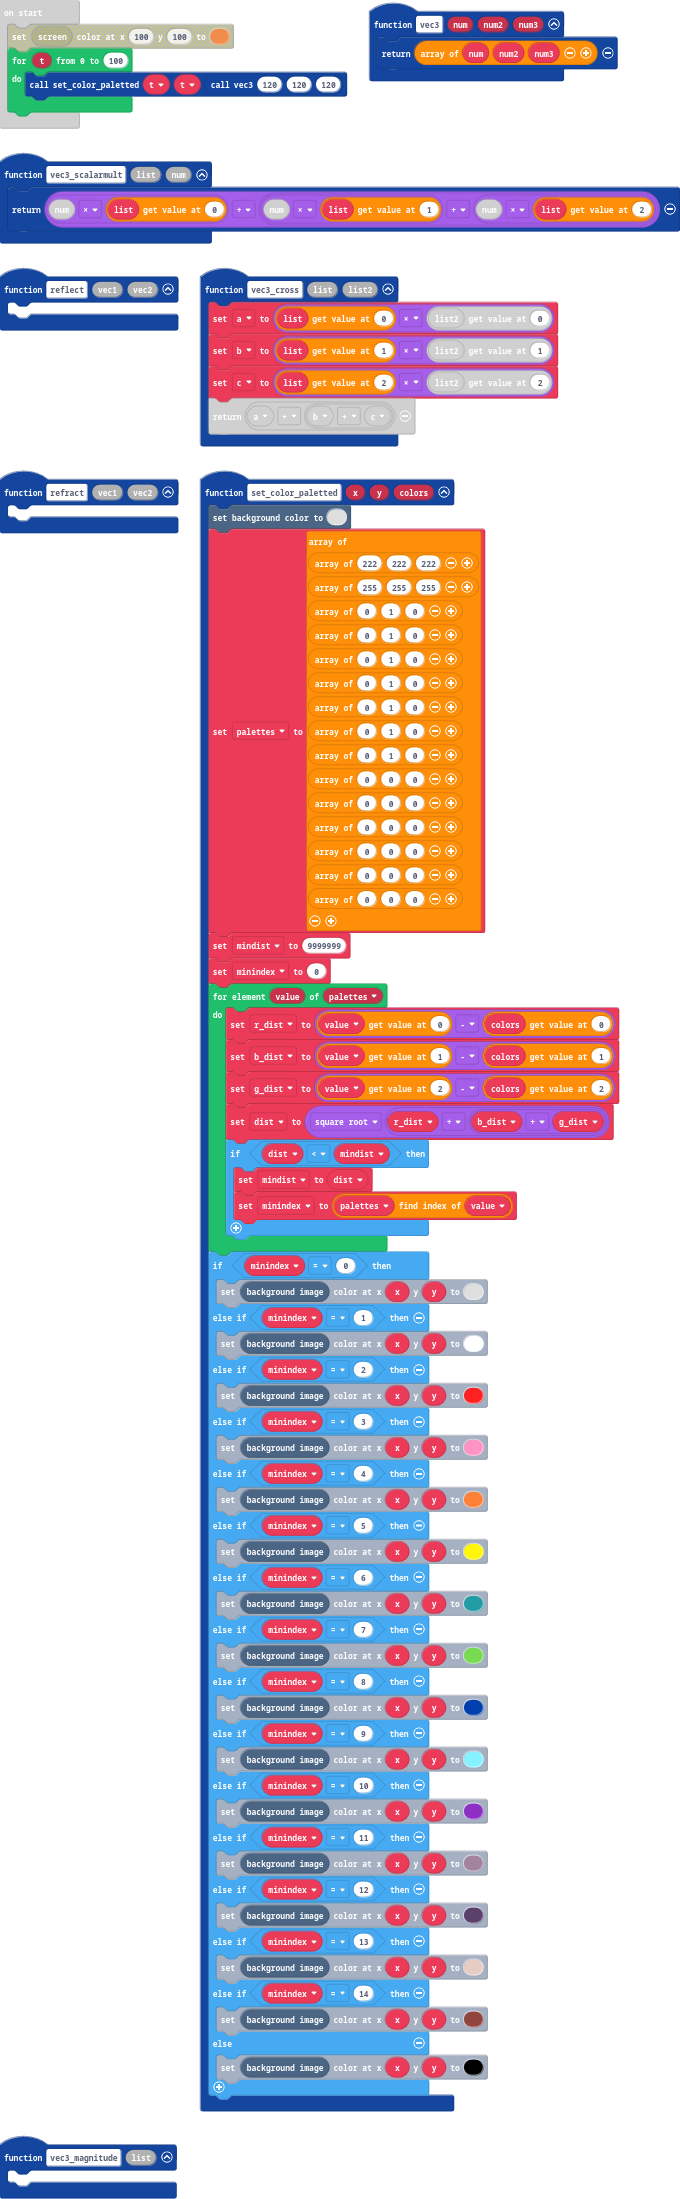 on start
set screen color at x 100 y 100 to
for t from 0 to 100
do
call set_color_paletted t t call vec3 120 120 120
function vec3 num num2 num3
return array of num num2 num3
function vec3_scalarmult list num
return num × list get value at 0 + num × list get value at 1 + num × list get value at 2
function reflect vec1 vec2
function vec3_cross list list2
set a to list get value at 0 × list2 get value at 0
set b to list get value at 1 × list2 get value at 1
set c to list get value at 2 × list2 get value at 2
return a + b + c
function refract vec1 vec2
function set_color_paletted x y colors
set background color to
set palettes to
array of
array of 222 222 222
array of 255 255 255
array of 0 1 0
array of 0 1 0
array of 0 1 0
array of 0 1 0
array of 0 1 0
array of 0 1 0
array of 0 1 0
array of 0 0 0
array of 0 0 0
array of 0 0 0
array of 0 0 0
array of 0 0 0
array of 0 0 0
set mindist to 9999999
set minindex to 0
for element value of palettes
do
set r_dist to value get value at 0 - colors get value at 0
set b_dist to value get value at 1 - colors get value at 1
set g_dist to value get value at 2 - colors get value at 2
set dist to square root r_dist + b_dist + g_dist
if dist < mindist then
set mindist to dist
set minindex to palettes find index of value
if minindex = 0 then
set background image color at x x y y to
else if minindex = 1 then
set background image color at x x y y to
else if minindex = 2 then
set background image color at x x y y to
else if minindex = 3 then
set background image color at x x y y to
else if minindex = 4 then
set background image color at x x y y to
else if minindex = 5 then
set background image color at x x y y to
else if minindex = 6 then
set background image color at x x y y to
else if minindex = 7 then
set background image color at x x y y to
else if minindex = 8 then
set background image color at x x y y to
else if minindex = 9 then
set background image color at x x y y to
else if minindex = 10 then
set background image color at x x y y to
else if minindex = 11 then
set background image color at x x y y to
else if minindex = 12 then
set background image color at x x y y to
else if minindex = 13 then
set background image color at x x y y to
else if minindex = 14 then
set background image color at x x y y to
else
set background image color at x x y y to
function vec3_magnitude list